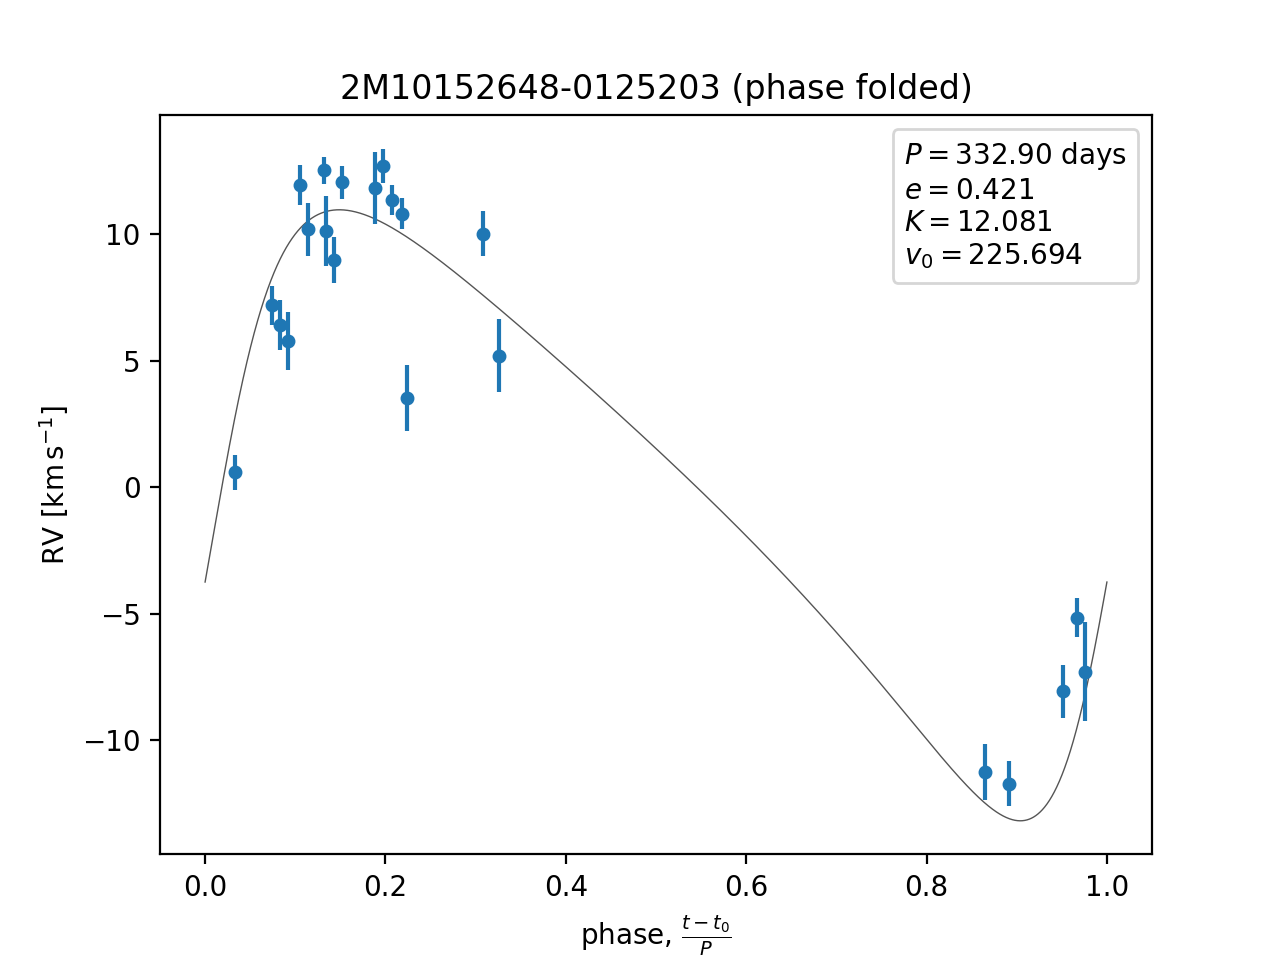 2M10152648-0125203 (phase folded)
P = 332.90 days
e = 0.421
K = 12.081
v₀ = 225.694
10
5
0
−5
−10
RV [km s⁻¹]
0.0 0.2 0.4 0.6 0.8 1.0
phase, (t − t₀)/P